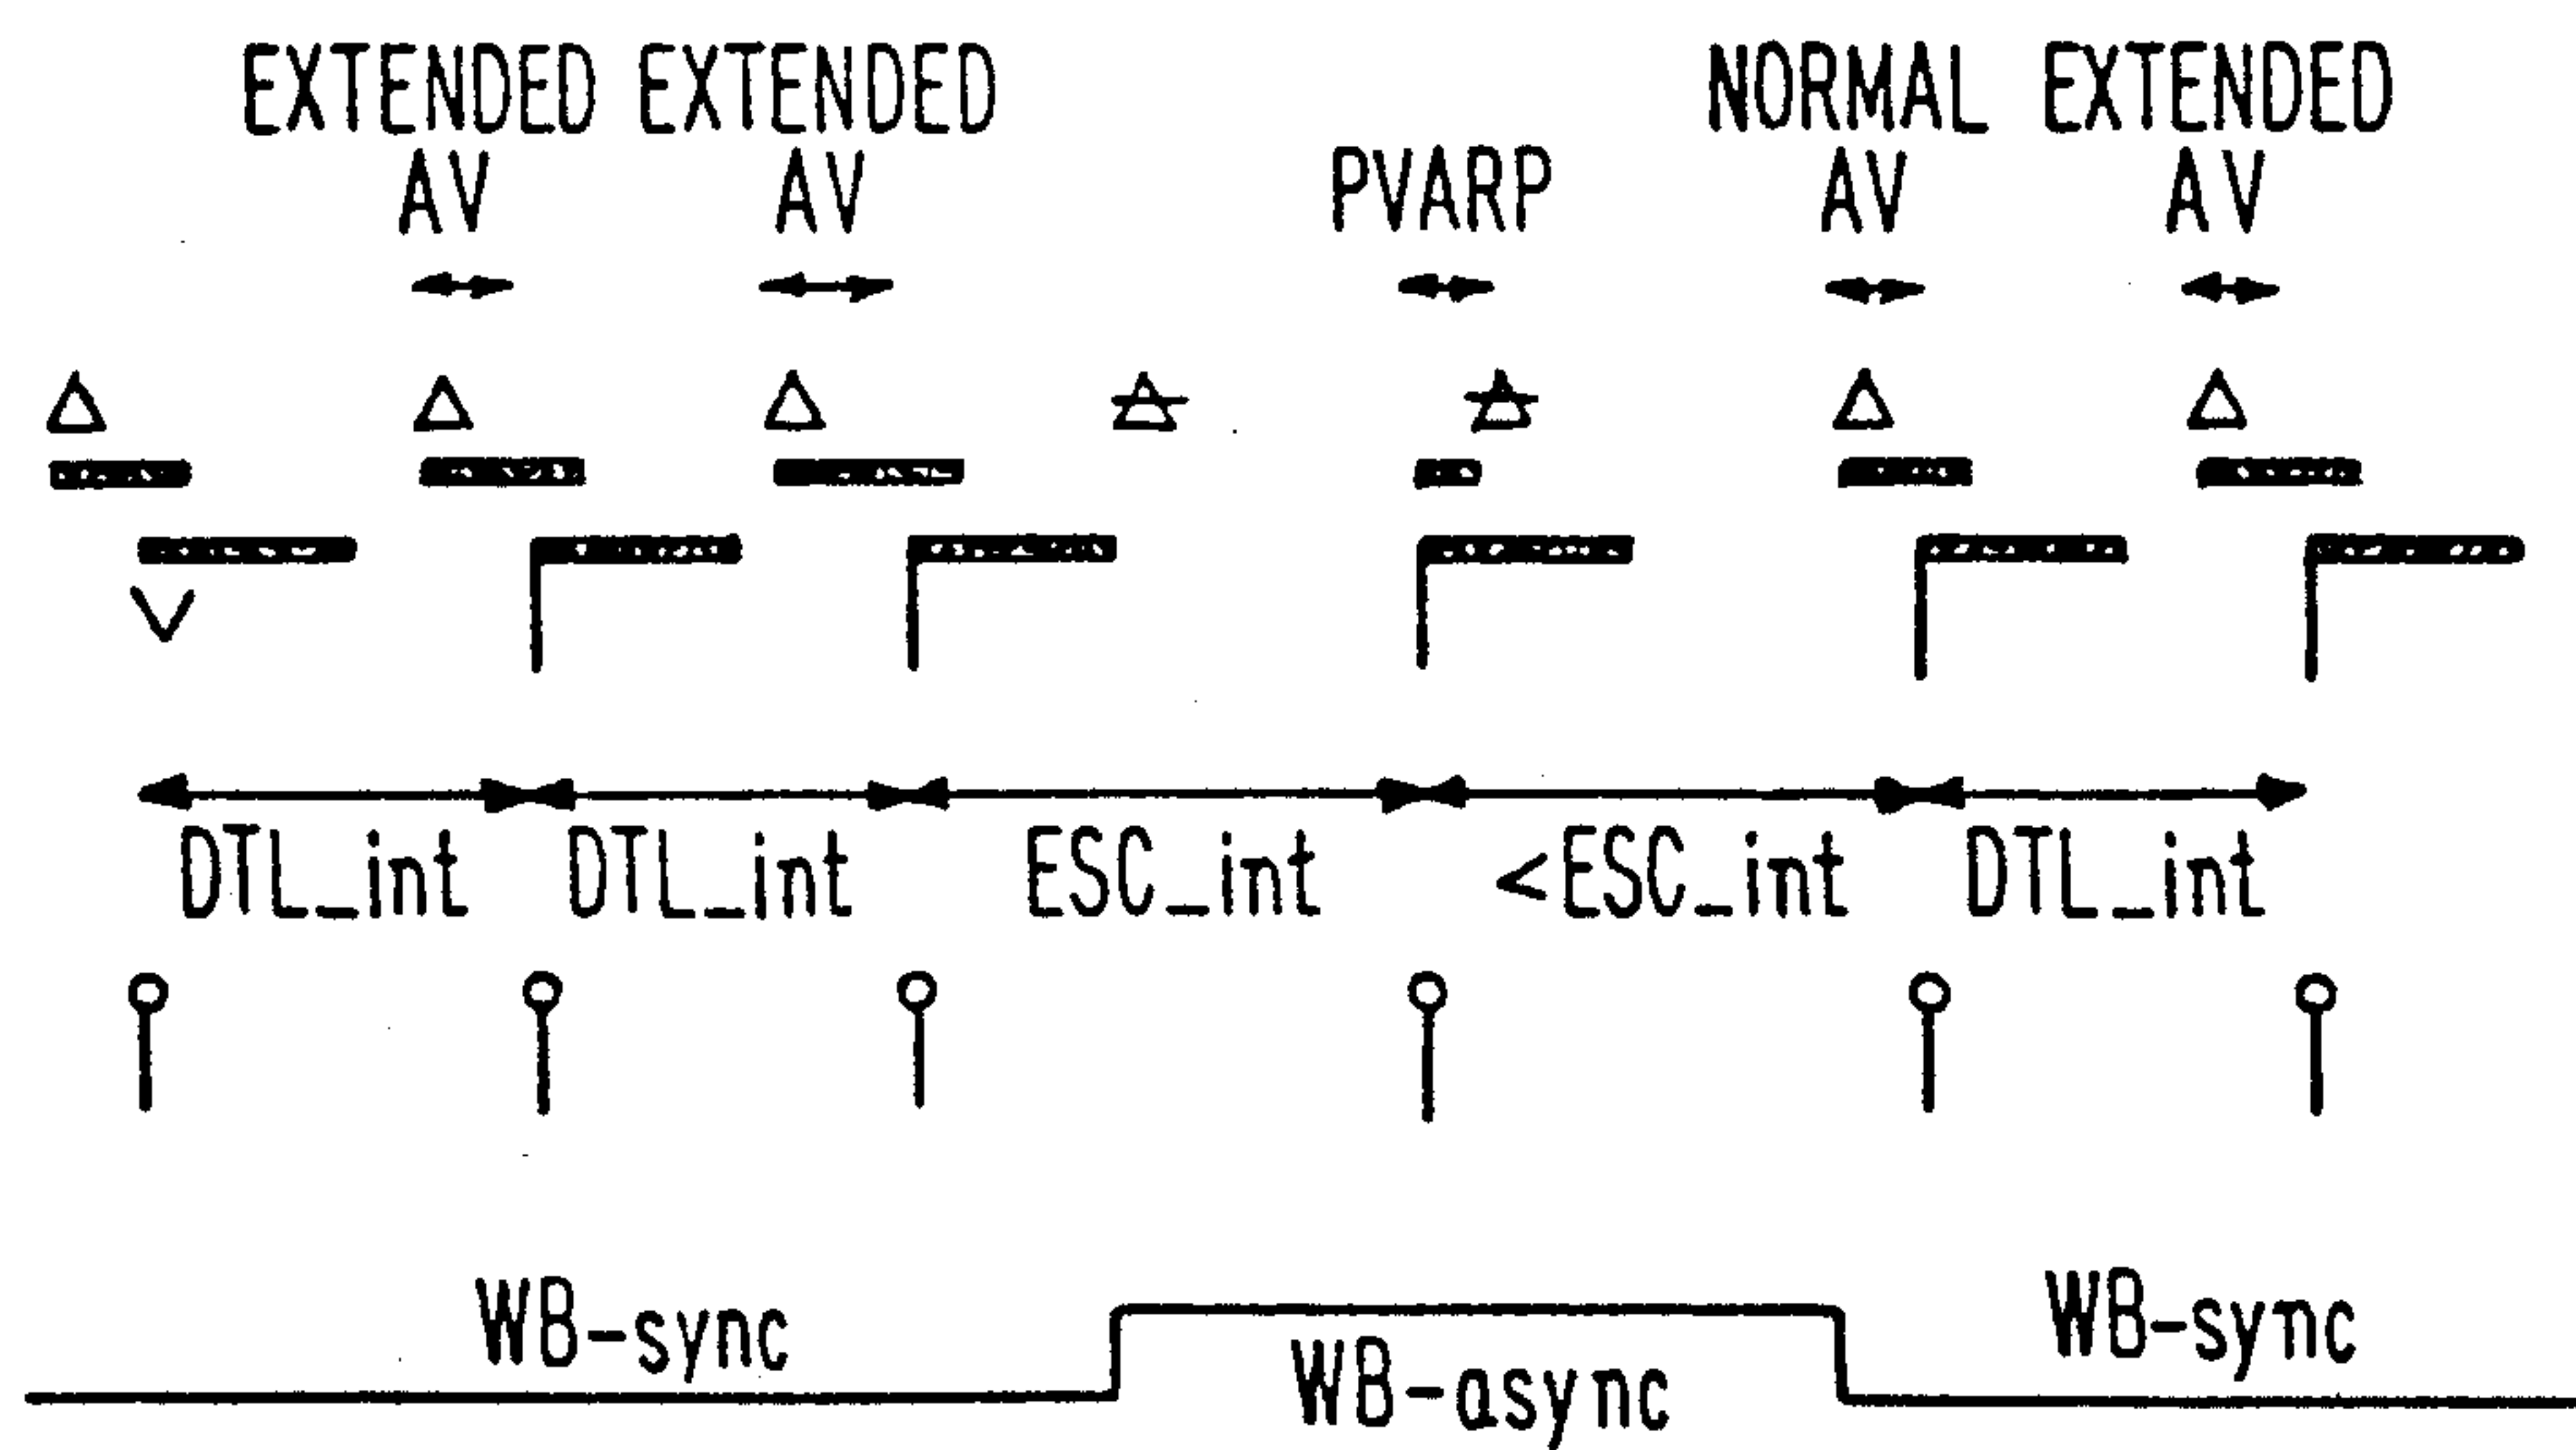 EXTENDED EXTENDED NORMAL EXTENDED
AV AV PVARP AV AV
DTL_int DTL_int ESC_int <ESC_int DTL_int
WB-sync WB-async WB-sync